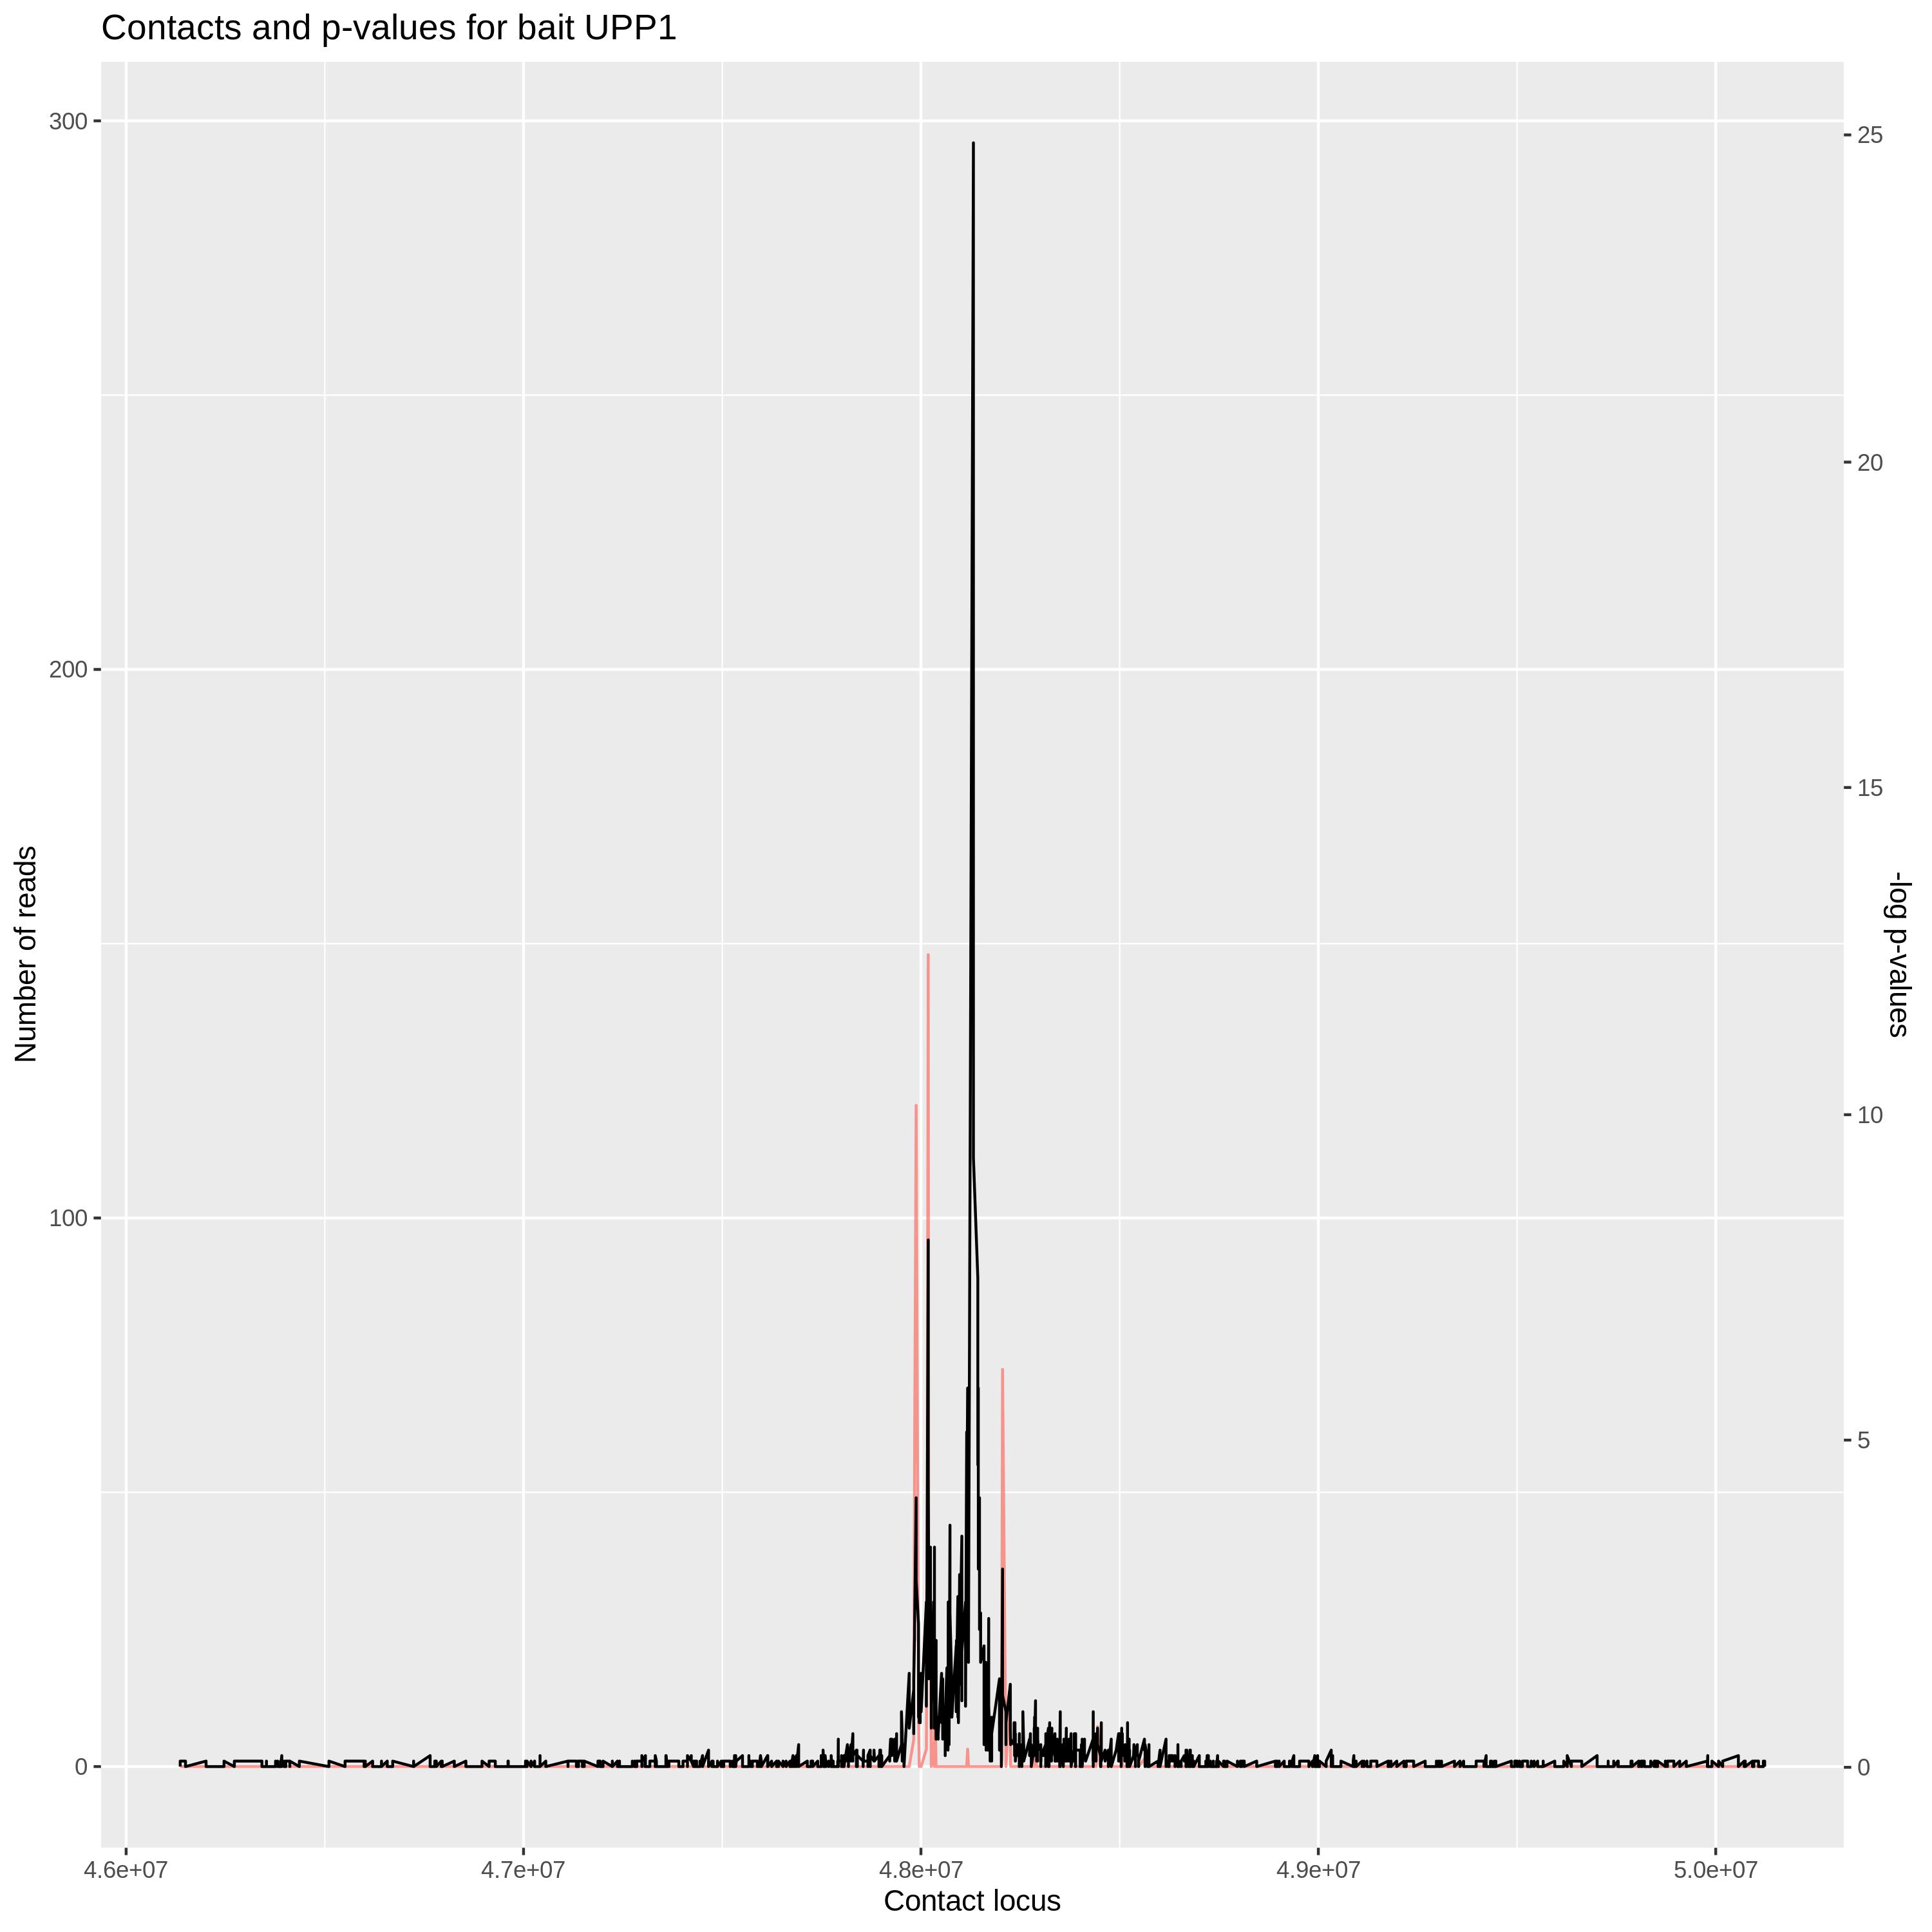 Contacts and p-values for bait UPP1
300
200
100
0
Number of reads
25
20
15
10
5
0
-log p-values
4.6e+07
4.7e+07
4.8e+07
4.9e+07
5.0e+07
Contact locus